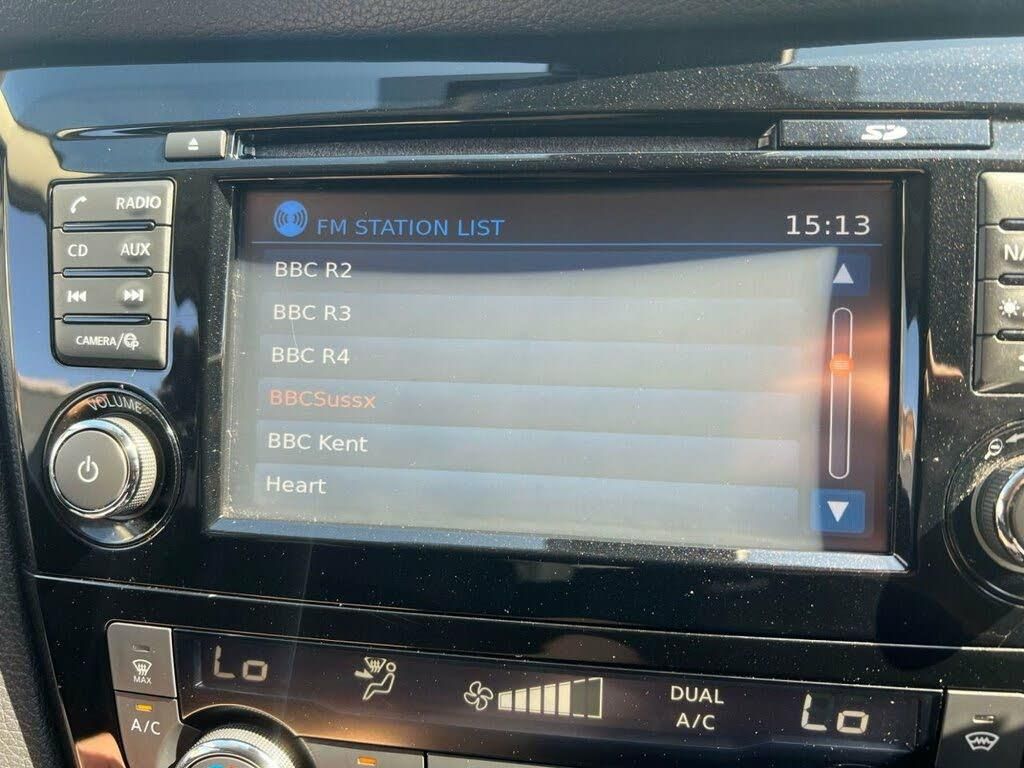 SD
RADIO
CD AUX
CAMERA/
VOLUME
FM STATION LIST 15:13
BBC R2
BBC R3
BBC R4
BBCSussx
BBC Kent
Heart
MAX
A/C
Lo
DUAL
A/C
Lo